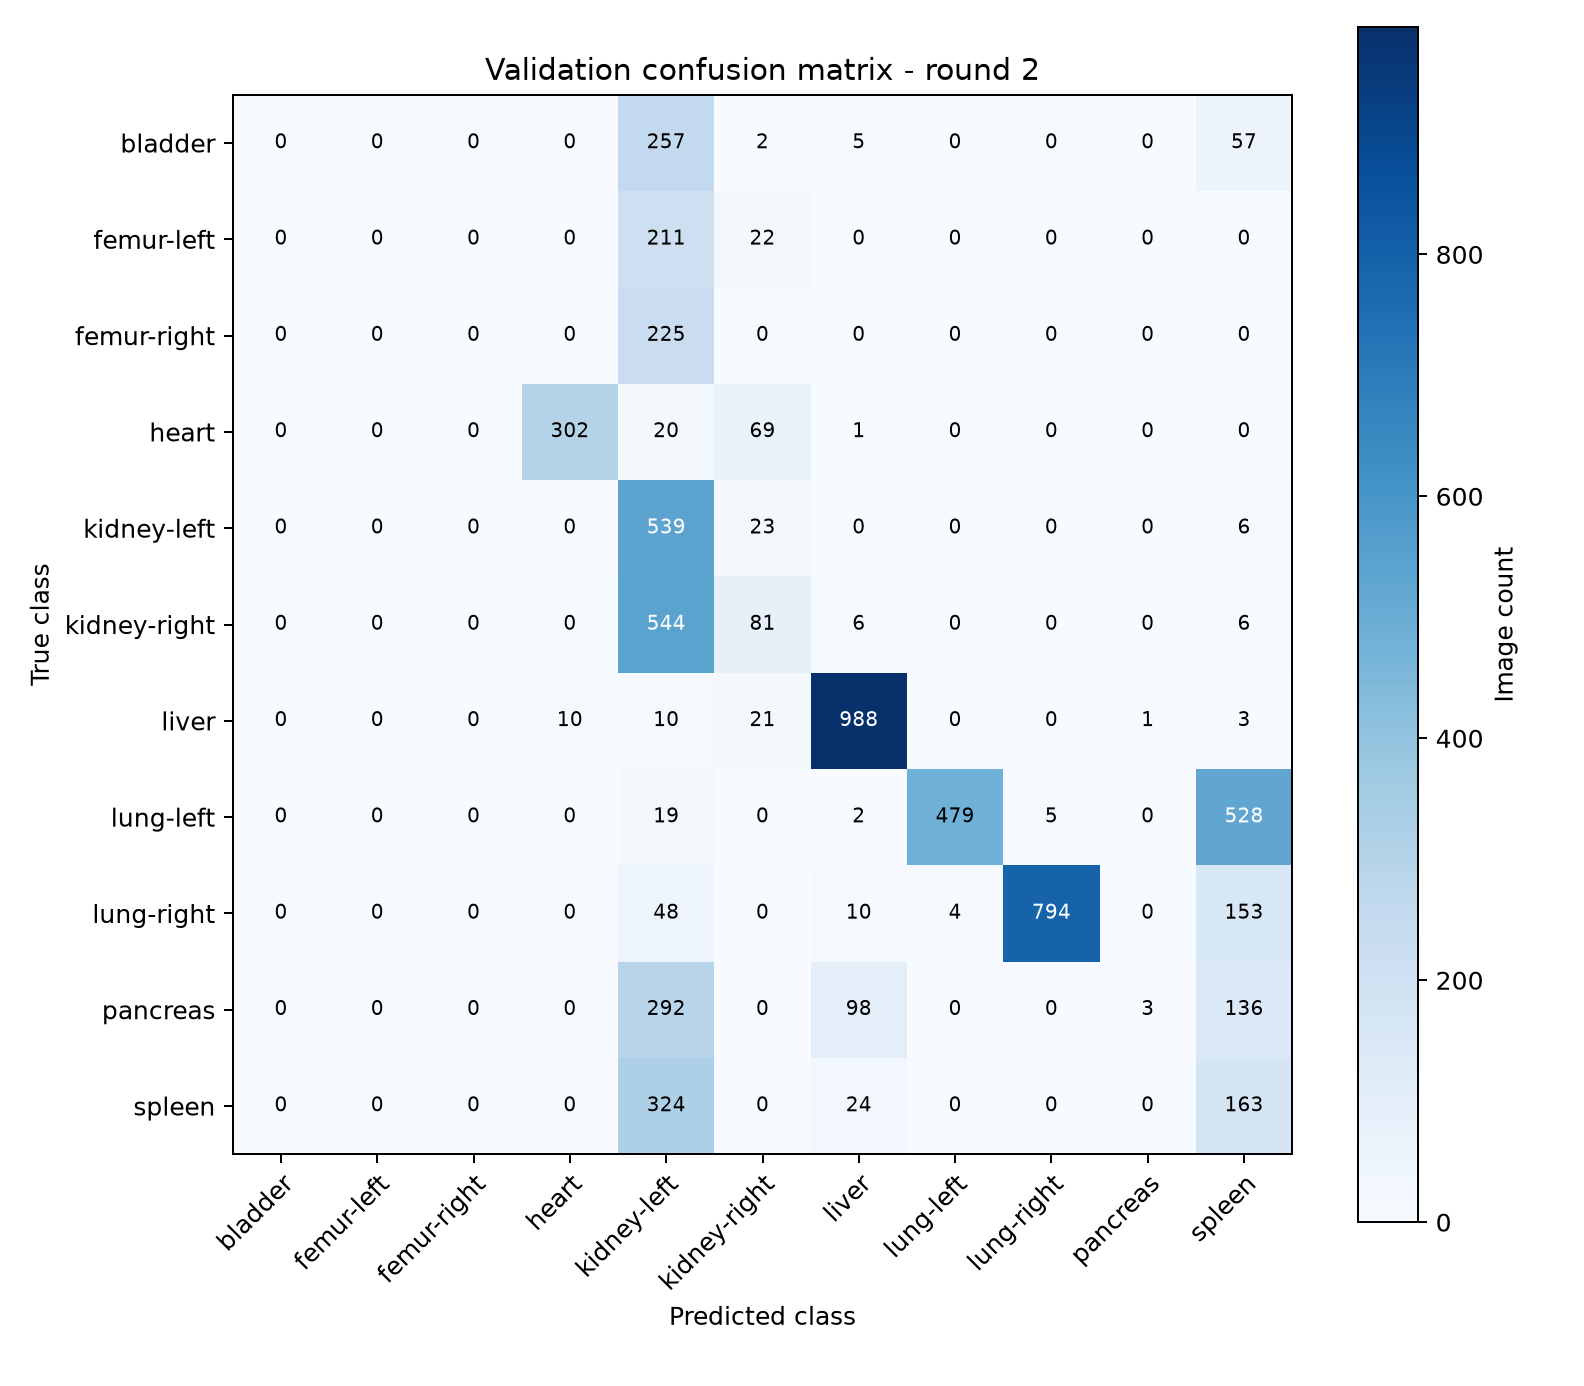 Validation confusion matrix - round 2
bladder 0 0 0 0 257 2 5 0 0 0 57
femur-left 0 0 0 0 211 22 0 0 0 0 0
femur-right 0 0 0 0 225 0 0 0 0 0 0
heart 0 0 0 302 20 69 1 0 0 0 0
kidney-left 0 0 0 0 539 23 0 0 0 0 6
kidney-right 0 0 0 0 544 81 6 0 0 0 6
liver 0 0 0 10 10 21 988 0 0 1 3
lung-left 0 0 0 0 19 0 2 479 5 0 528
lung-right 0 0 0 0 48 0 10 4 794 0 153
pancreas 0 0 0 0 292 0 98 0 0 3 136
spleen 0 0 0 0 324 0 24 0 0 0 163
bladder femur-left femur-right heart kidney-left kidney-right liver lung-left lung-right pancreas spleen
Predicted class
True class
800
600
400
200
0
Image count